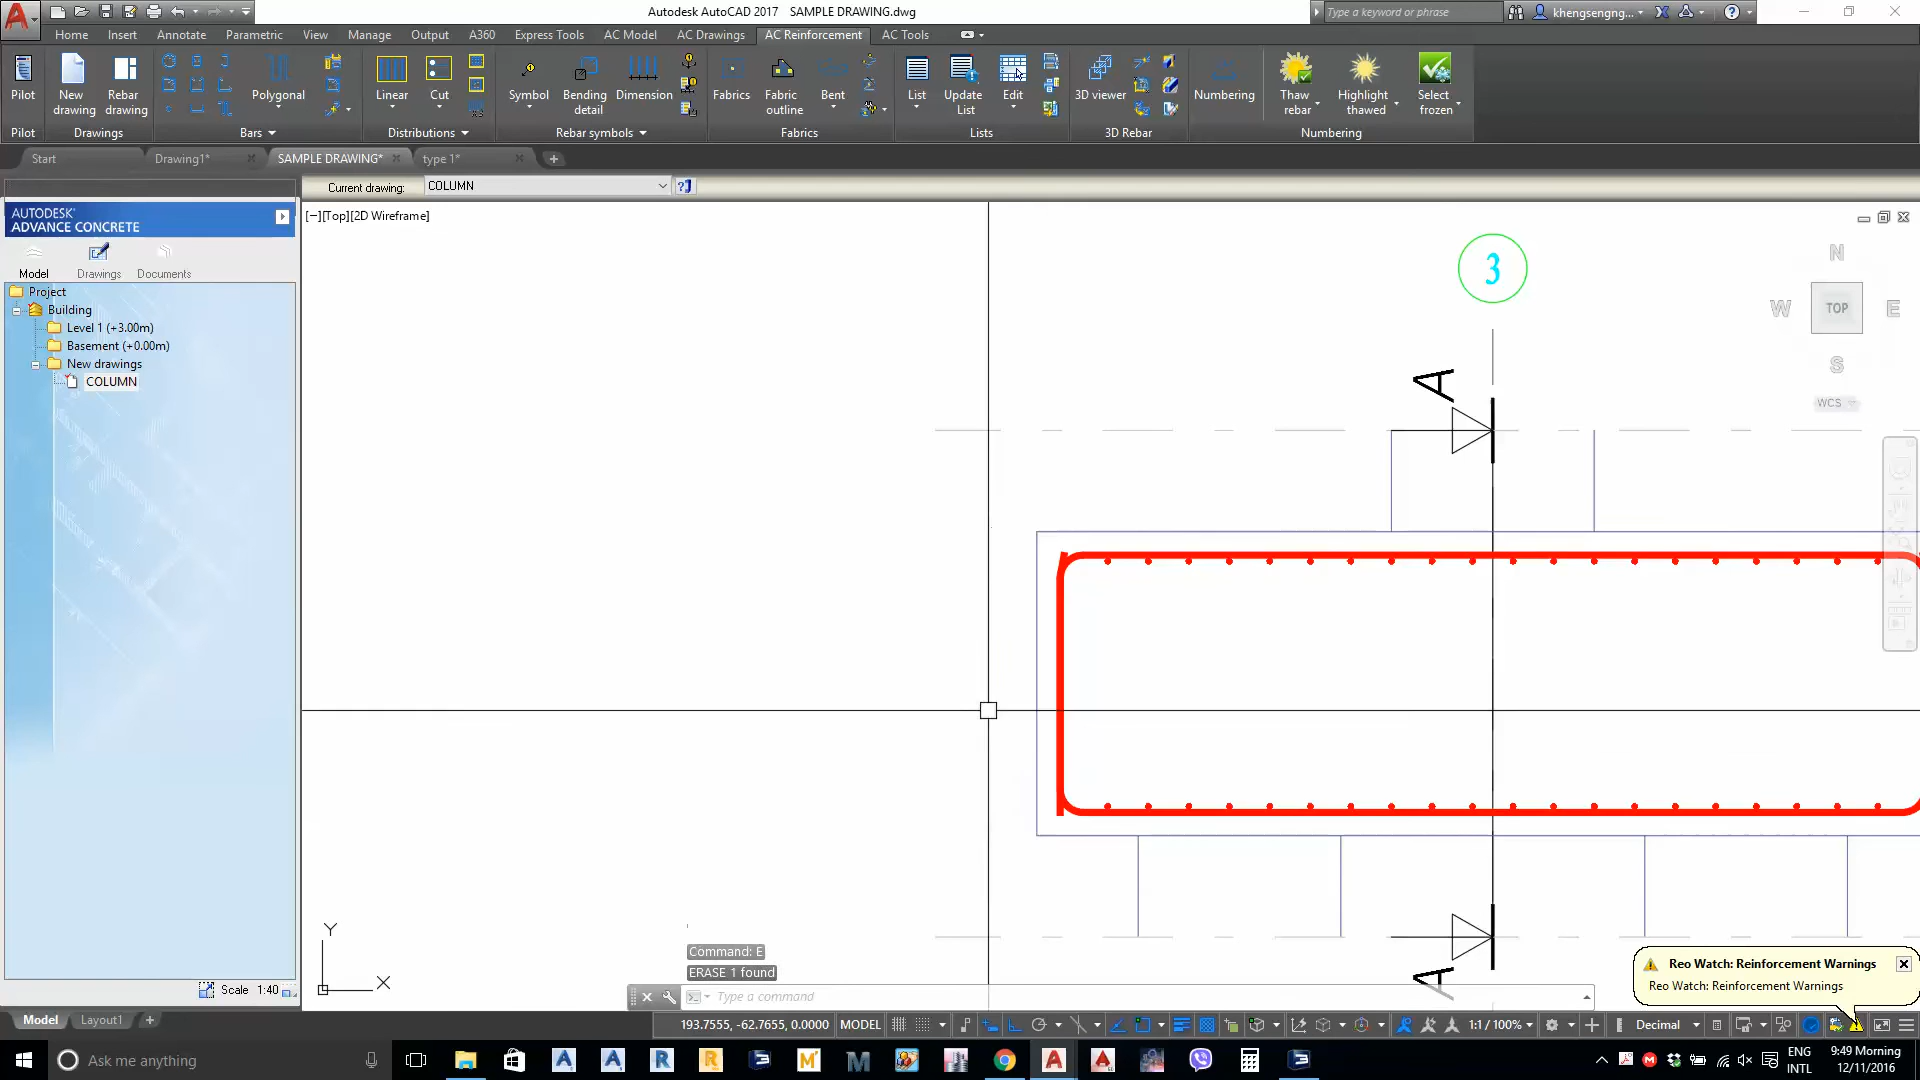 Autodesk AutoCAD 2017 SAMPLE DRAWING.dwg
Type a keyword or phrase
khengsengng...
Home Insert Annotate Parametric View Manage Output A360 Express Tools AC Model AC Drawings AC Reinforcement AC Tools
Pilot
New drawing
Rebar drawing
Polygonal
Linear
Cut
Symbol
Bending detail
Dimension
Fabrics
Fabric outline
Bent
List
Update List
Edit
3D viewer
Numbering
Thaw rebar
Highlight thawed
Select frozen
Pilot Drawings Bars Distributions Rebar symbols Fabrics Lists 3D Rebar Numbering
Start Drawing1* SAMPLE DRAWING* type 1*
Current drawing: COLUMN
AUTODESK®
ADVANCE CONCRETE
Model Drawings Documents
Project
Building
Level 1 (+3.00m)
Basement (+0.00m)
New drawings
COLUMN
Scale 1:40
[−][Top][2D Wireframe]
3
A
A
N
W TOP E
S
WCS
Y
X
Command: E
ERASE 1 found
Type a command
Reo Watch: Reinforcement Warnings
Reo Watch: Reinforcement Warnings
Model Layout1
193.7555, -62.7655, 0.0000 MODEL
1:1 / 100%
Decimal
Ask me anything
ENG
INTL
9:49 Morning
12/11/2016